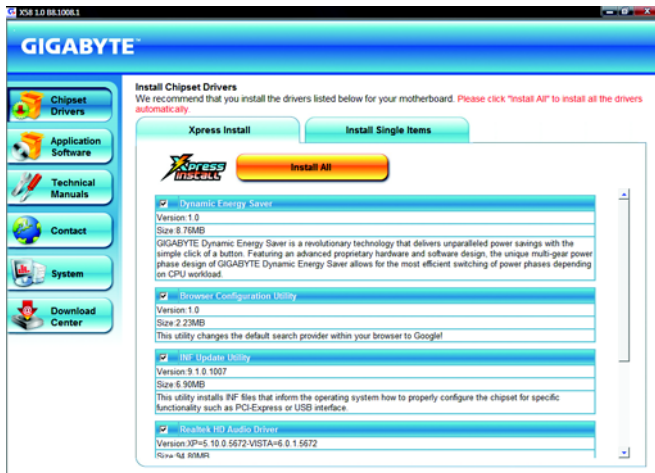 X58 1.0 B8.1008.1
GIGABYTE™
Chipset
Drivers
Application
Software
Technical
Manuals
Contact
System
Download
Center
Install Chipset Drivers
We recommend that you install the drivers listed below for your motherboard. Please click "Install All" to install all the drivers
automatically.
Xpress Install
Install Single Items
Xpress
Install
Install All
Dynamic Energy Saver
Version:1.0
Size:8.76MB
GIGABYTE Dynamic Energy Saver is a revolutionary technology that delivers unparalleled power savings with the
simple click of a button. Featuring an advanced proprietary hardware and software design, the unique multi-gear power
phase design of GIGABYTE Dynamic Energy Saver allows for the most efficient switching of power phases depending
on CPU workload.
Browser Configuration Utility
Version:1.0
Size:2.23MB
This utility changes the default search provider within your browser to Google!
INF Update Utility
Version:9.1.0.1007
Size:6.90MB
This utility installs INF files that inform the operating system how to properly configure the chipset for specific
functionality such as PCI-Express or USB interface.
Realtek HD Audio Driver
Version:XP=5.10.0.5672-VISTA=6.0.1.5672
Size:94.80MB